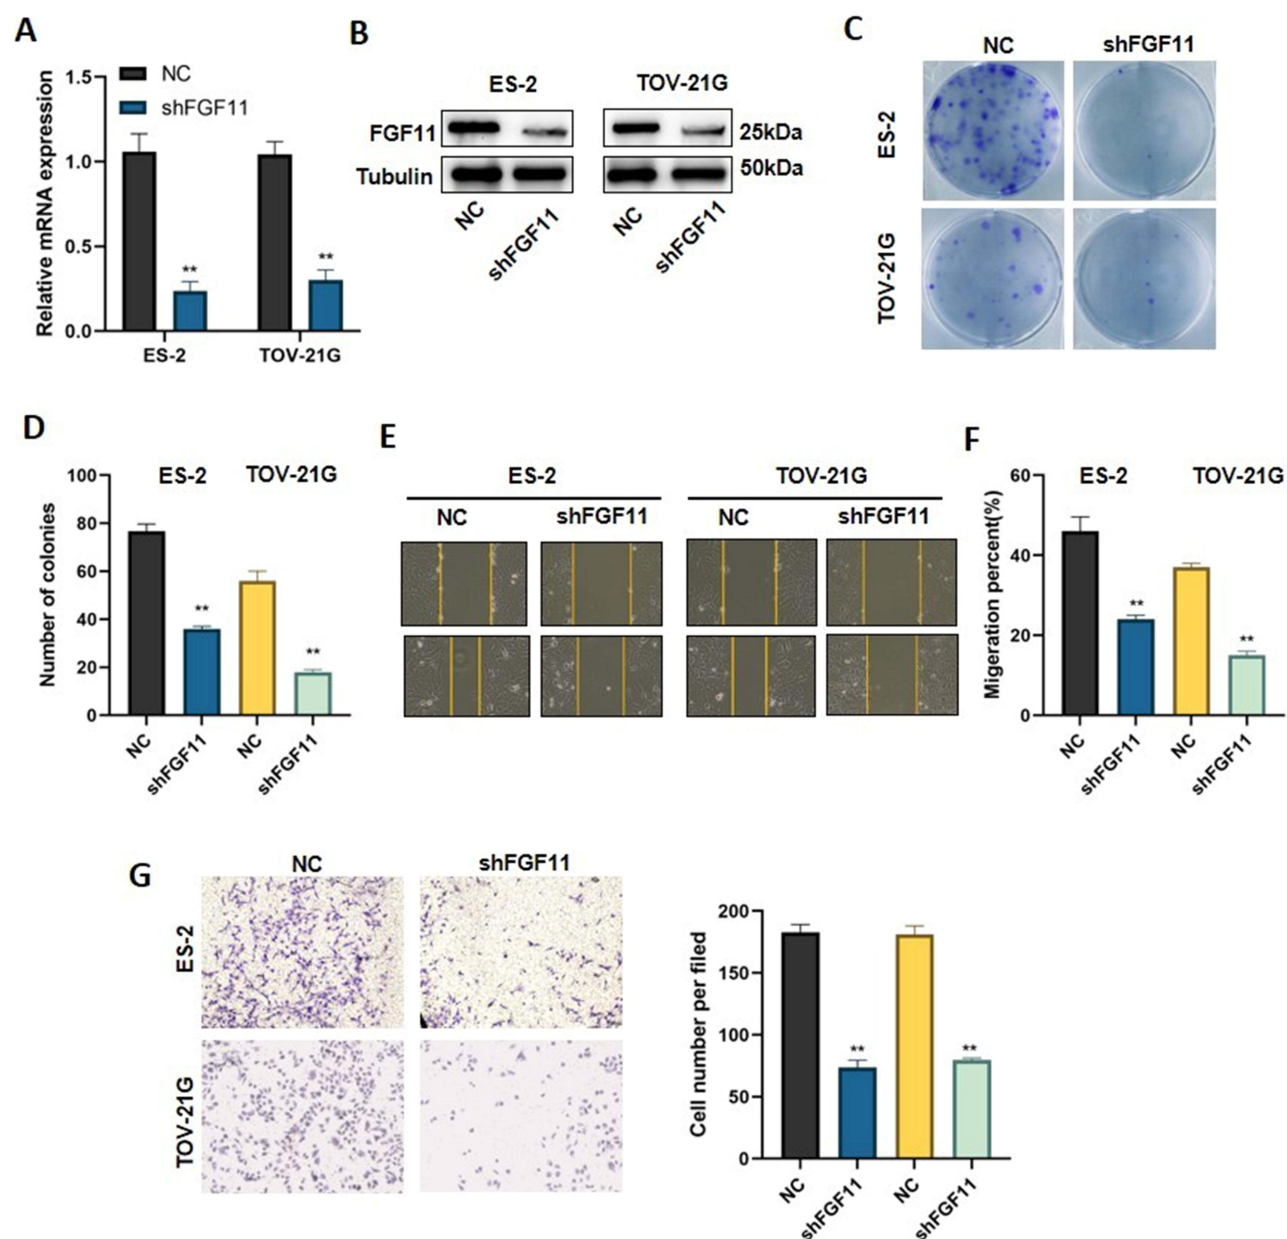 A
1.5
1.0
0.5
0.0
Relative mRNA expression
NC
shFGF11
**
**
ES-2
TOV-21G
B
ES-2
TOV-21G
FGF11
25kDa
Tubulin
50kDa
NC
shFGF11
NC
shFGF11
C
NC
shFGF11
ES-2
TOV-21G
D
ES-2
TOV-21G
100
80
60
40
20
0
Number of colonies
**
**
NC
shFGF11
NC
shFGF11
E
ES-2
TOV-21G
NC
shFGF11
NC
shFGF11
F
ES-2
TOV-21G
60
40
20
0
Migeration percent(%)
**
**
NC
shFGF11
NC
shFGF11
G
NC
shFGF11
ES-2
TOV-21G
200
150
100
50
0
Cell number per filed
**
**
NC
shFGF11
NC
shFGF11